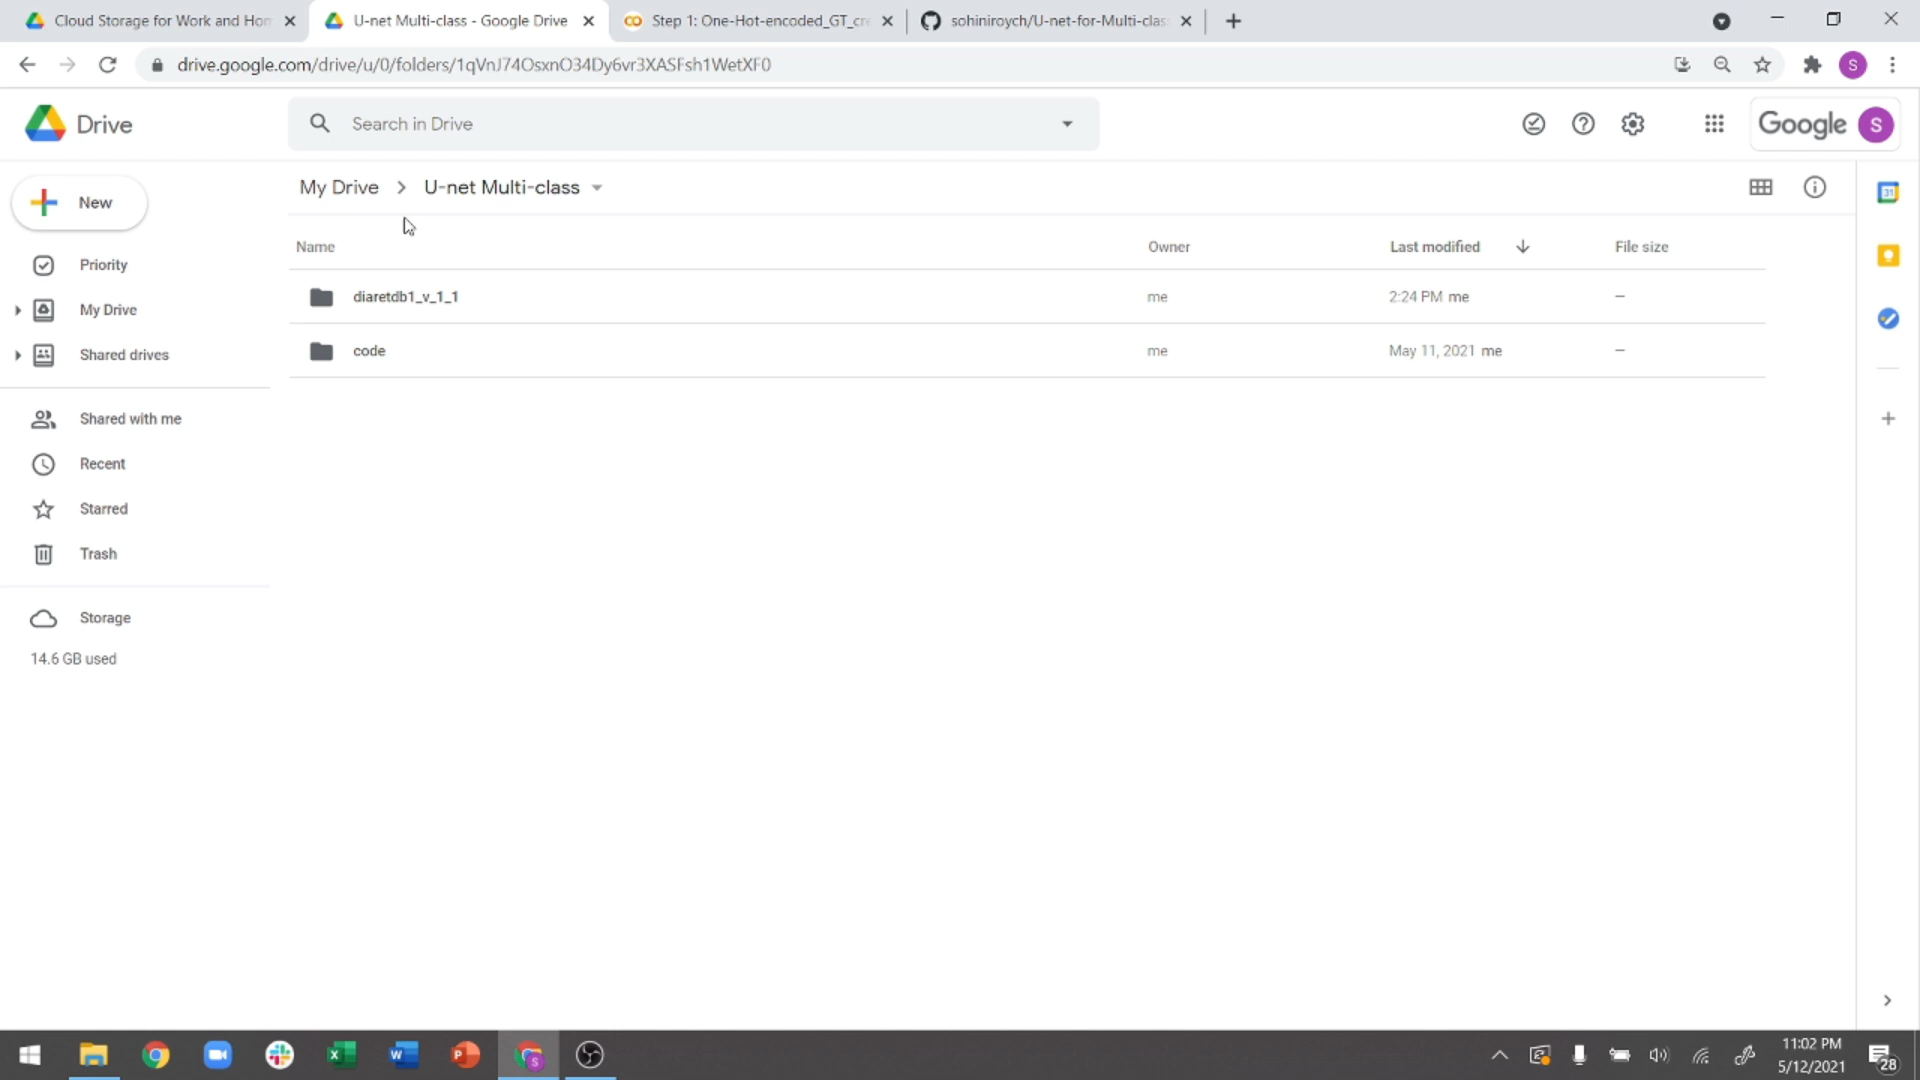 Cloud Storage for Work and Hom
U-net Multi-class - Google Drive
Step 1: One-Hot-encoded_GT_cre
sohiniroych/U-net-for-Multi-clas
drive.google.com/drive/u/0/folders/1qVnJ74OsxnO34Dy6vr3XASFsh1WetXF0
S
Drive
Search in Drive
Google S
New
My Drive > U-net Multi-class
Name Owner Last modified File size
Priority
diaretdb1_v_1_1 me 2:24 PM me –
My Drive
code me May 11, 2021 me –
Shared drives
Shared with me
Recent
Starred
Trash
Storage
14.6 GB used
31
11:02 PM
5/12/2021
28